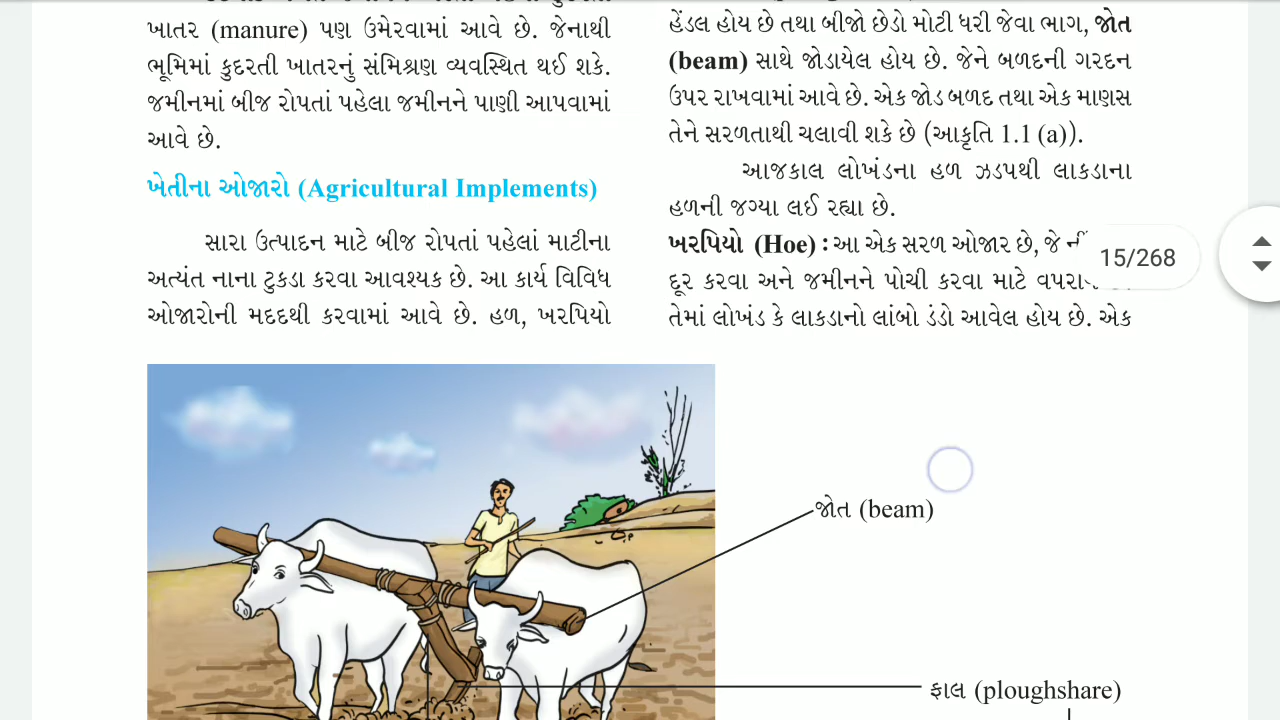 ખાતર (manure) પણ ઉમેરવામાં આવે છે. જેનાથી
ભૂમિમાં કુદરતી ખાતરનું સંમિશ્રણ વ્યવસ્થિત થઈ શકે.
જમીનમાં બીજ રોપતાં પહેલા જમીનને પાણી આપવામાં
આવે છે.
ખેતીના ઓજારો (Agricultural Implements)
સારા ઉત્પાદન માટે બીજ રોપતાં પહેલાં માટીના
અત્યંત નાના ટુકડા કરવા આવશ્યક છે. આ કાર્ય વિવિધ
ઓજારોની મદદથી કરવામાં આવે છે. હળ, ખરપિયો
હેંડલ હોય છે તથા બીજો છેડો મોટી ધરી જેવા ભાગ, જોત
(beam) સાથે જોડાયેલ હોય છે. જેને બળદની ગરદન
ઉપર રાખવામાં આવે છે. એક જોડ બળદ તથા એક માણસ
તેને સરળતાથી ચલાવી શકે છે (આકૃતિ 1.1 (a)).
આજકાલ લોખંડના હળ ઝડપથી લાકડાના
હળની જગ્યા લઈ રહ્યા છે.
ખરપિયો (Hoe) : આ એક સરળ ઓજાર છે, જે
દૂર કરવા અને જમીનને પોચી કરવા માટે
તેમાં લોખંડ કે લાકડાનો લાંબો ડંડો આવેલ હોય છે. એક
15/268
જોત (beam)
ફાલ (ploughshare)